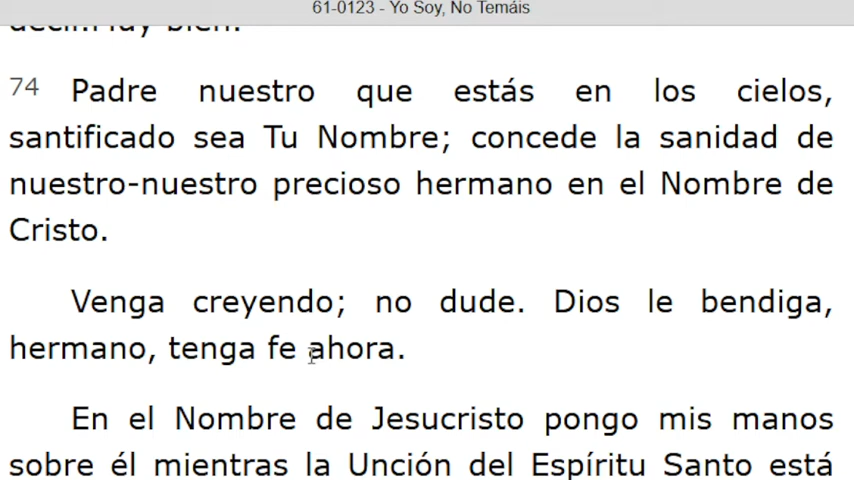 61-0123 - Yo Soy, No Temáis
decir. Muy bien.
74 Padre nuestro que estás en los cielos,
santificado sea Tu Nombre; concede la sanidad de
nuestro-nuestro precioso hermano en el Nombre de
Cristo.
Venga creyendo; no dude. Dios le bendiga,
hermano, tenga fe ahora.
En el Nombre de Jesucristo pongo mis manos
sobre él mientras la Unción del Espíritu Santo está